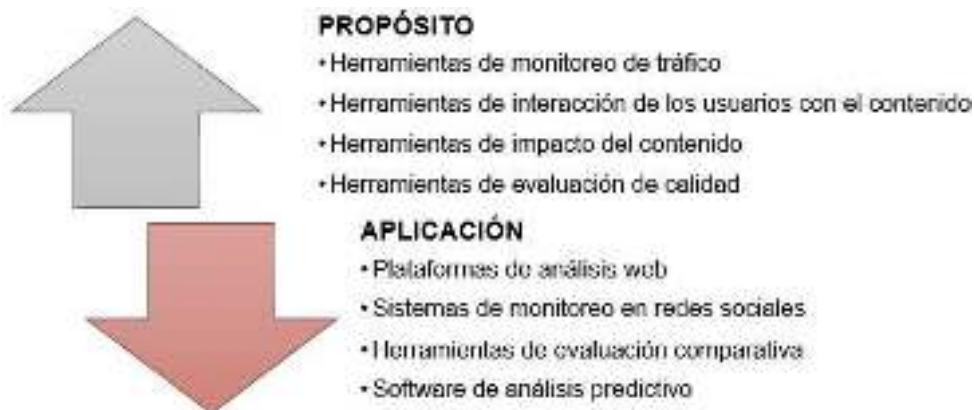 PROPÓSITO
• Herramientas de monitoreo de tráfico
• Herramientas de interacción de los usuarios con el contenido
• Herramientas de impacto del contenido
• Herramientas de evaluación de calidad
APLICACIÓN
• Plataformas de análisis web
• Sistemas de monitoreo en redes sociales
• Herramientas de evaluación comparativa
• Software de análisis predictivo